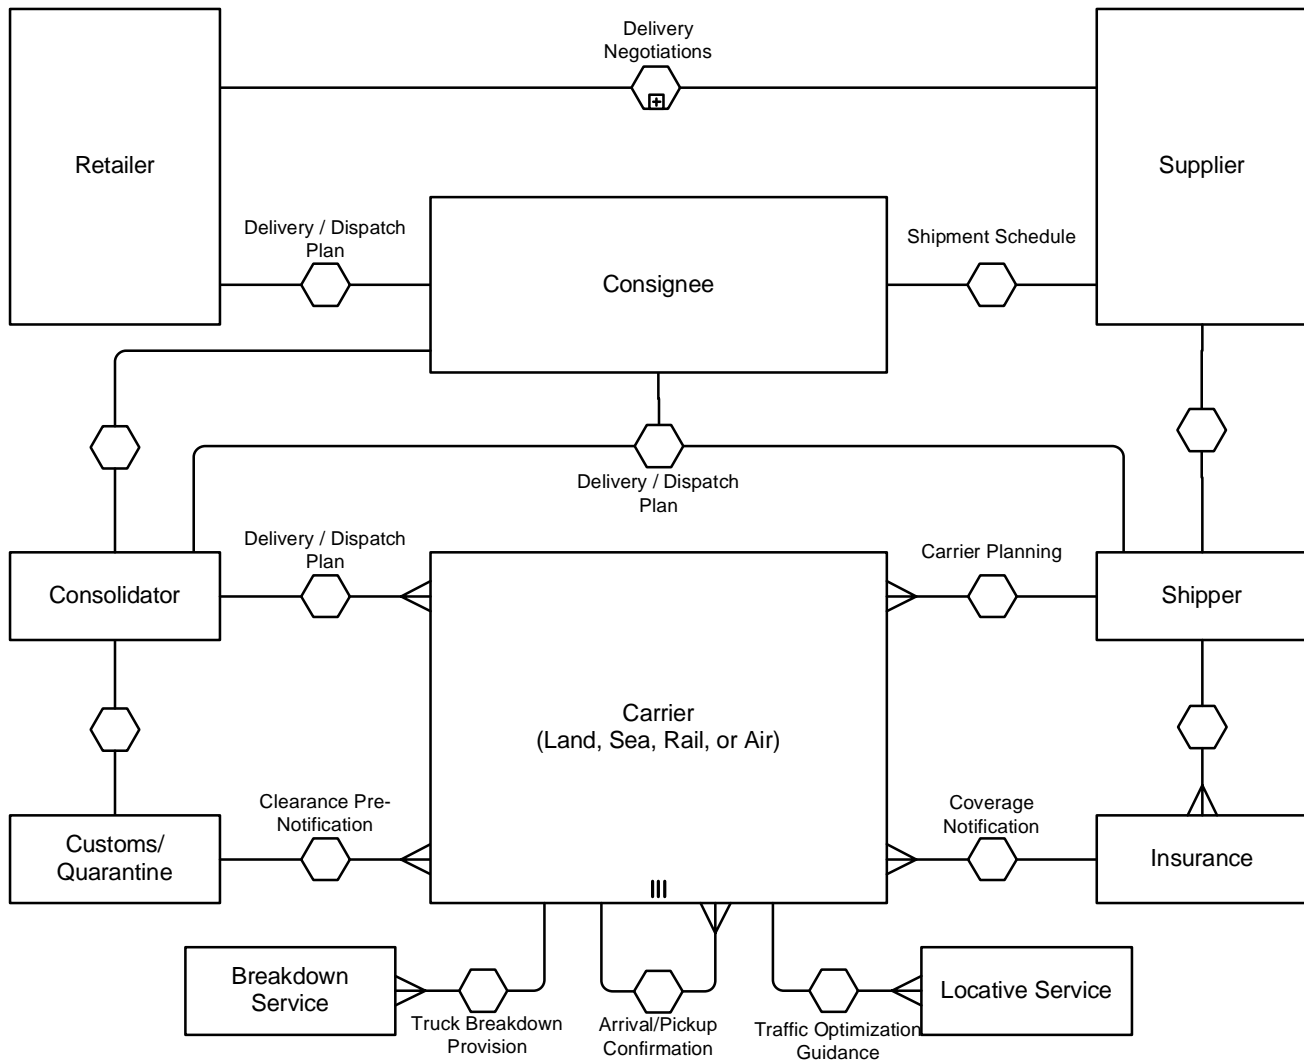 Delivery
Negotiations
Retailer
Supplier
Delivery / Dispatch
Plan
Consignee
Shipment Schedule
Delivery / Dispatch
Plan
Delivery / Dispatch
Plan
Carrier Planning
Consolidator
Shipper
Carrier
(Land, Sea, Rail, or Air)
Clearance Pre-
Notification
Coverage
Notification
Customs/
Quarantine
Insurance
Breakdown
Service
Locative Service
Truck Breakdown
Provision
Arrival/Pickup
Confirmation
Traffic Optimization
Guidance